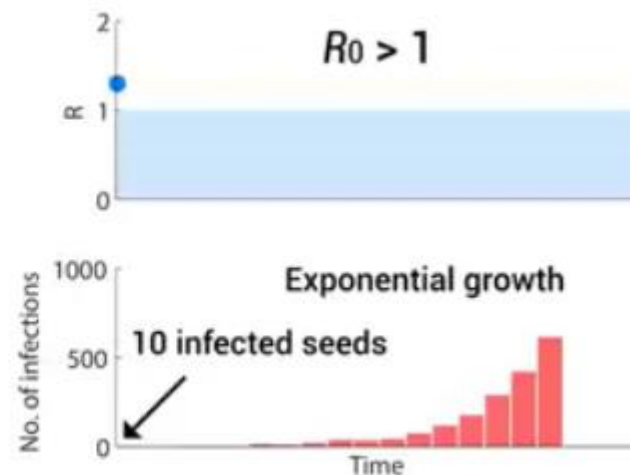 2
R0 > 1
1
R
0
1000
Exponential growth
No. of infections
500
10 infected seeds
0
Time